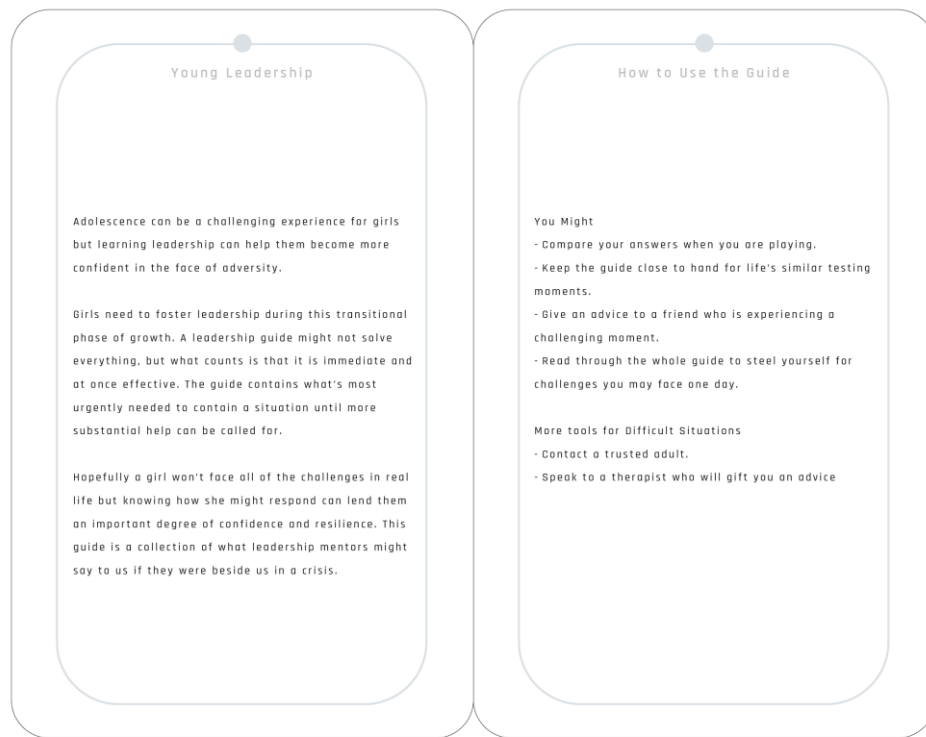 Young Leadership
Adolescence can be a challenging experience for girls
but learning leadership can help them become more
confident in the face of adversity.
Girls need to foster leadership during this transitional
phase of growth. A leadership guide might not solve
everything, but what counts is that it is immediate and
at once effective. The guide contains what's most
urgently needed to contain a situation until more
substantial help can be called for.
Hopefully a girl won't face all of the challenges in real
life but knowing how she might respond can lend them
an important degree of confidence and resilience. This
guide is a collection of what leadership mentors might
say to us if they were beside us in a crisis.
How to Use the Guide
You Might
- Compare your answers when you are playing.
- Keep the guide close to hand for life's similar testing
moments.
- Give an advice to a friend who is experiencing a
challenging moment.
- Read through the whole guide to steel yourself for
challenges you may face one day.
More tools for Difficult Situations
- Contact a trusted adult.
- Speak to a therapist who will gift you an advice